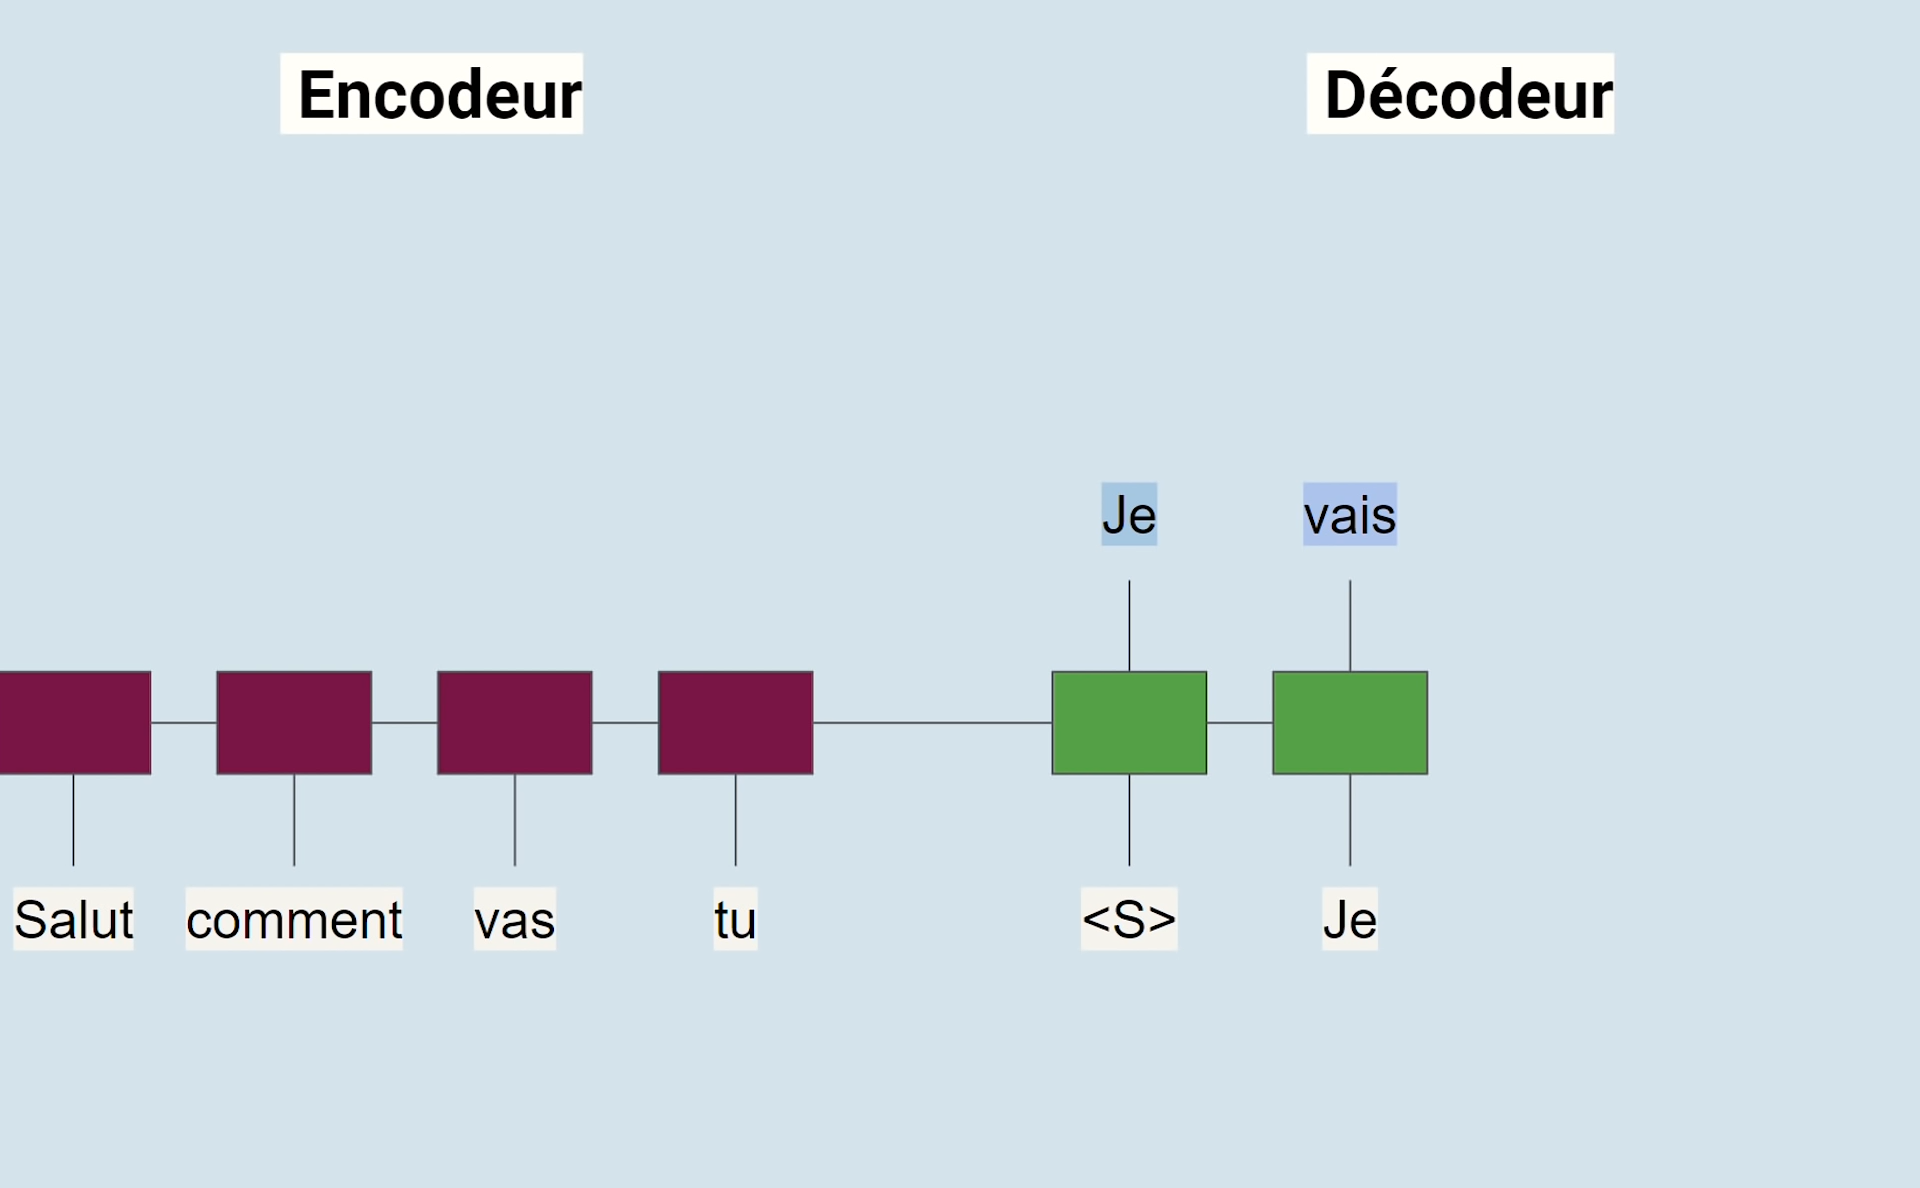 Encodeur
Décodeur
Je
vais
Salut
comment
vas
tu
<S>
Je